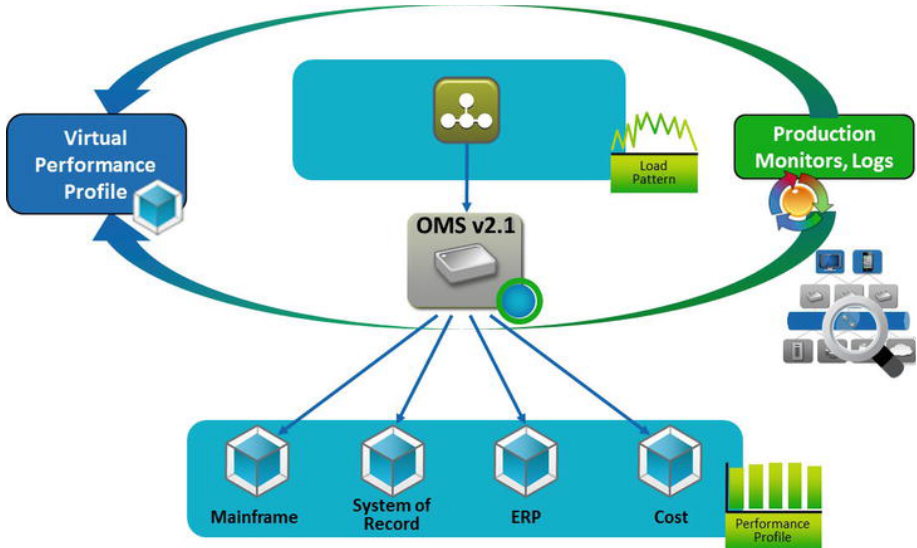 Virtual
Performance
Profile
Load
Pattern
Production
Monitors, Logs
OMS v2.1
Mainframe
System of
Record
ERP
Cost
Performance
Profile